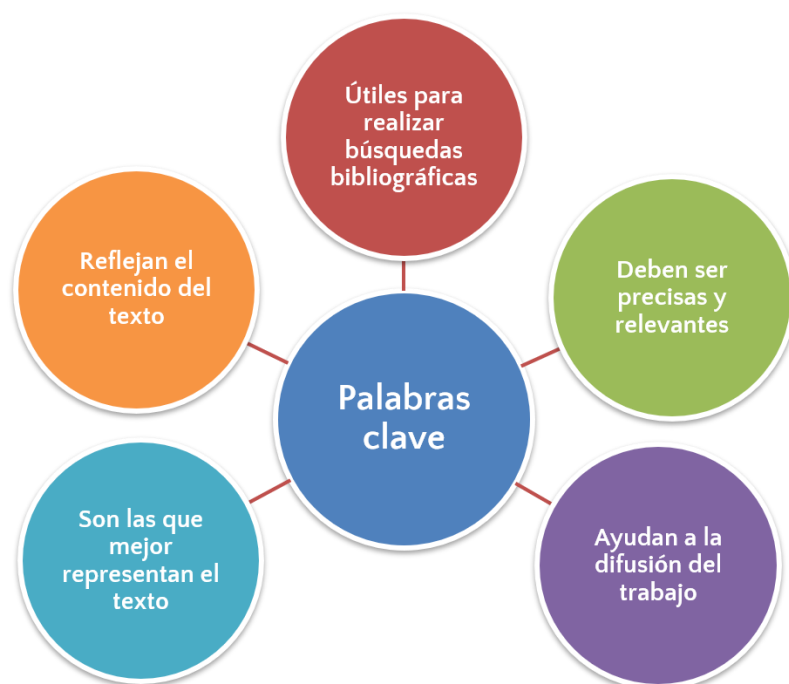 Útiles para
realizar
búsquedas
bibliográficas
Reflejan el
contenido del
texto
Deben ser
precisas y
relevantes
Palabras
clave
Son las que
mejor
representan el
texto
Ayudan a la
difusión del
trabajo